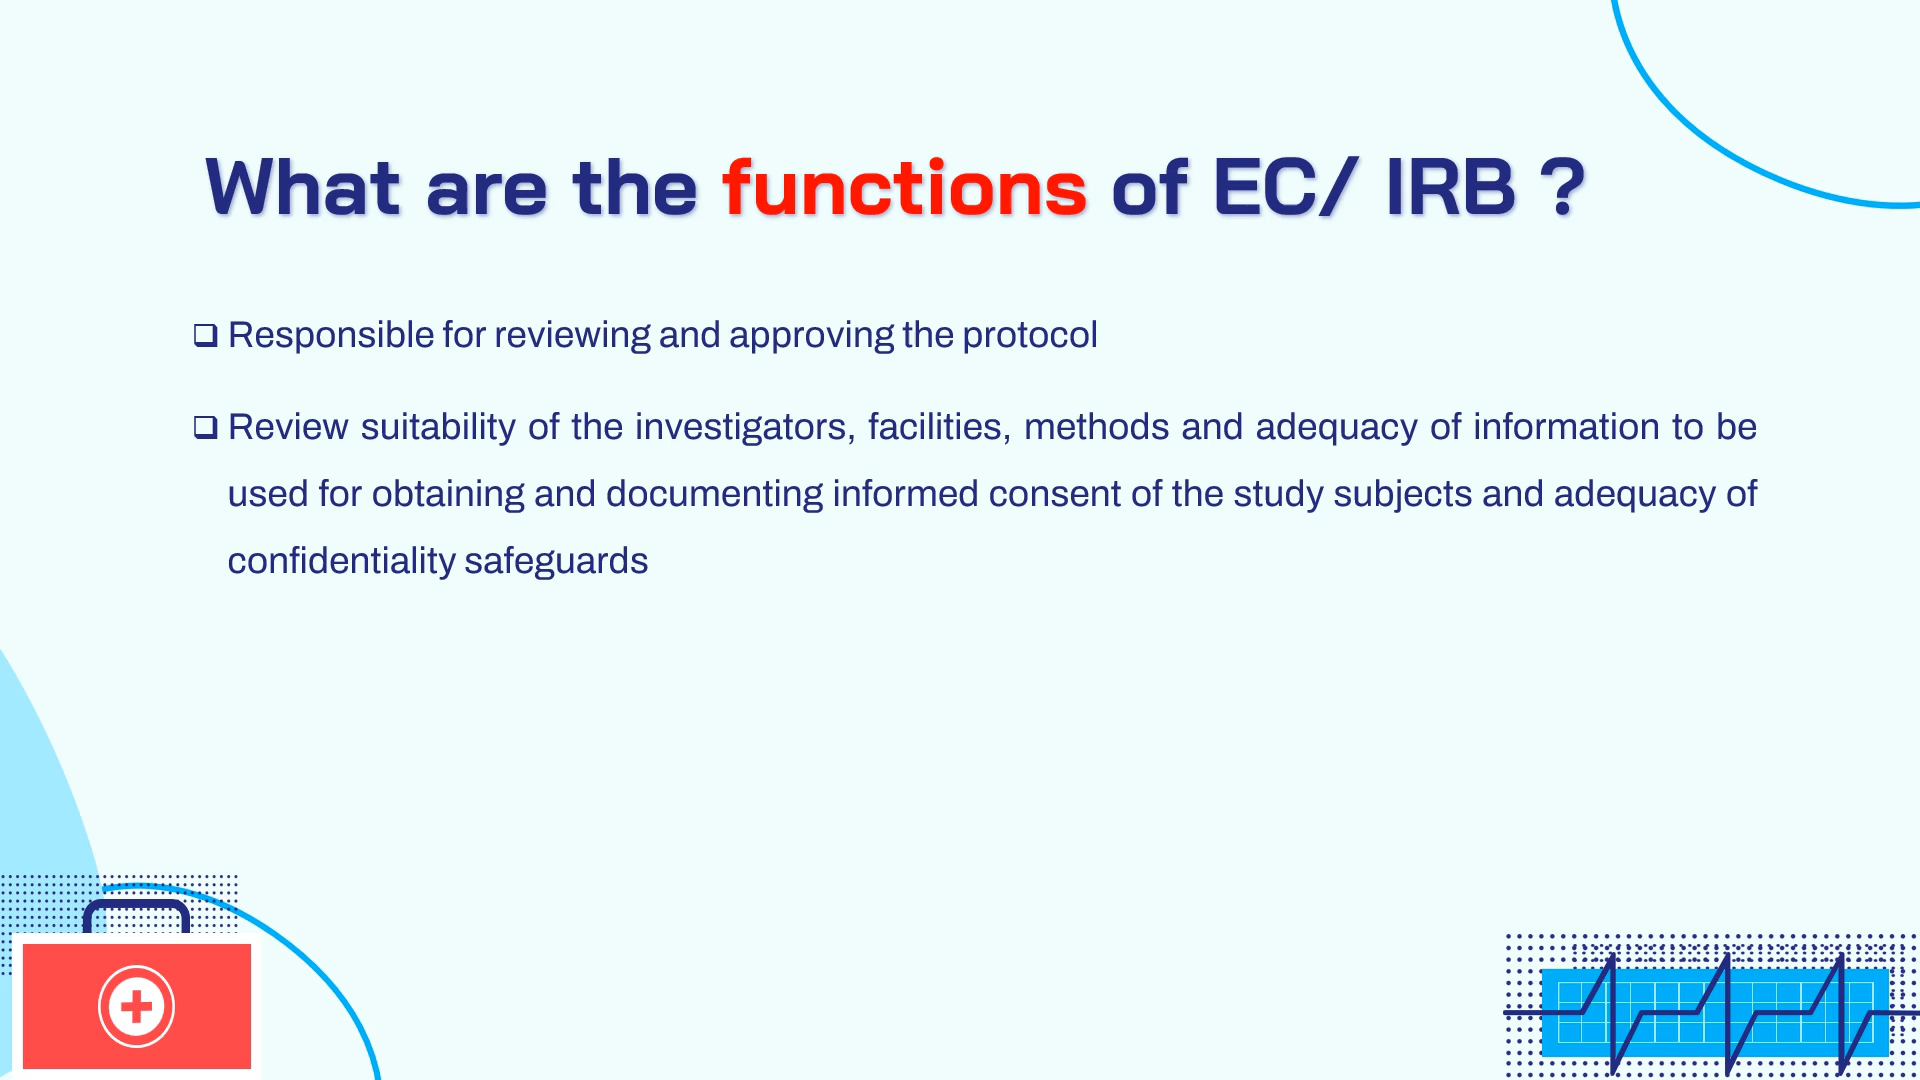 What are the functions of EC/ IRB ?
❑ Responsible for reviewing and approving the protocol
❑ Review suitability of the investigators, facilities, methods and adequacy of information to be
used for obtaining and documenting informed consent of the study subjects and adequacy of
confidentiality safeguards